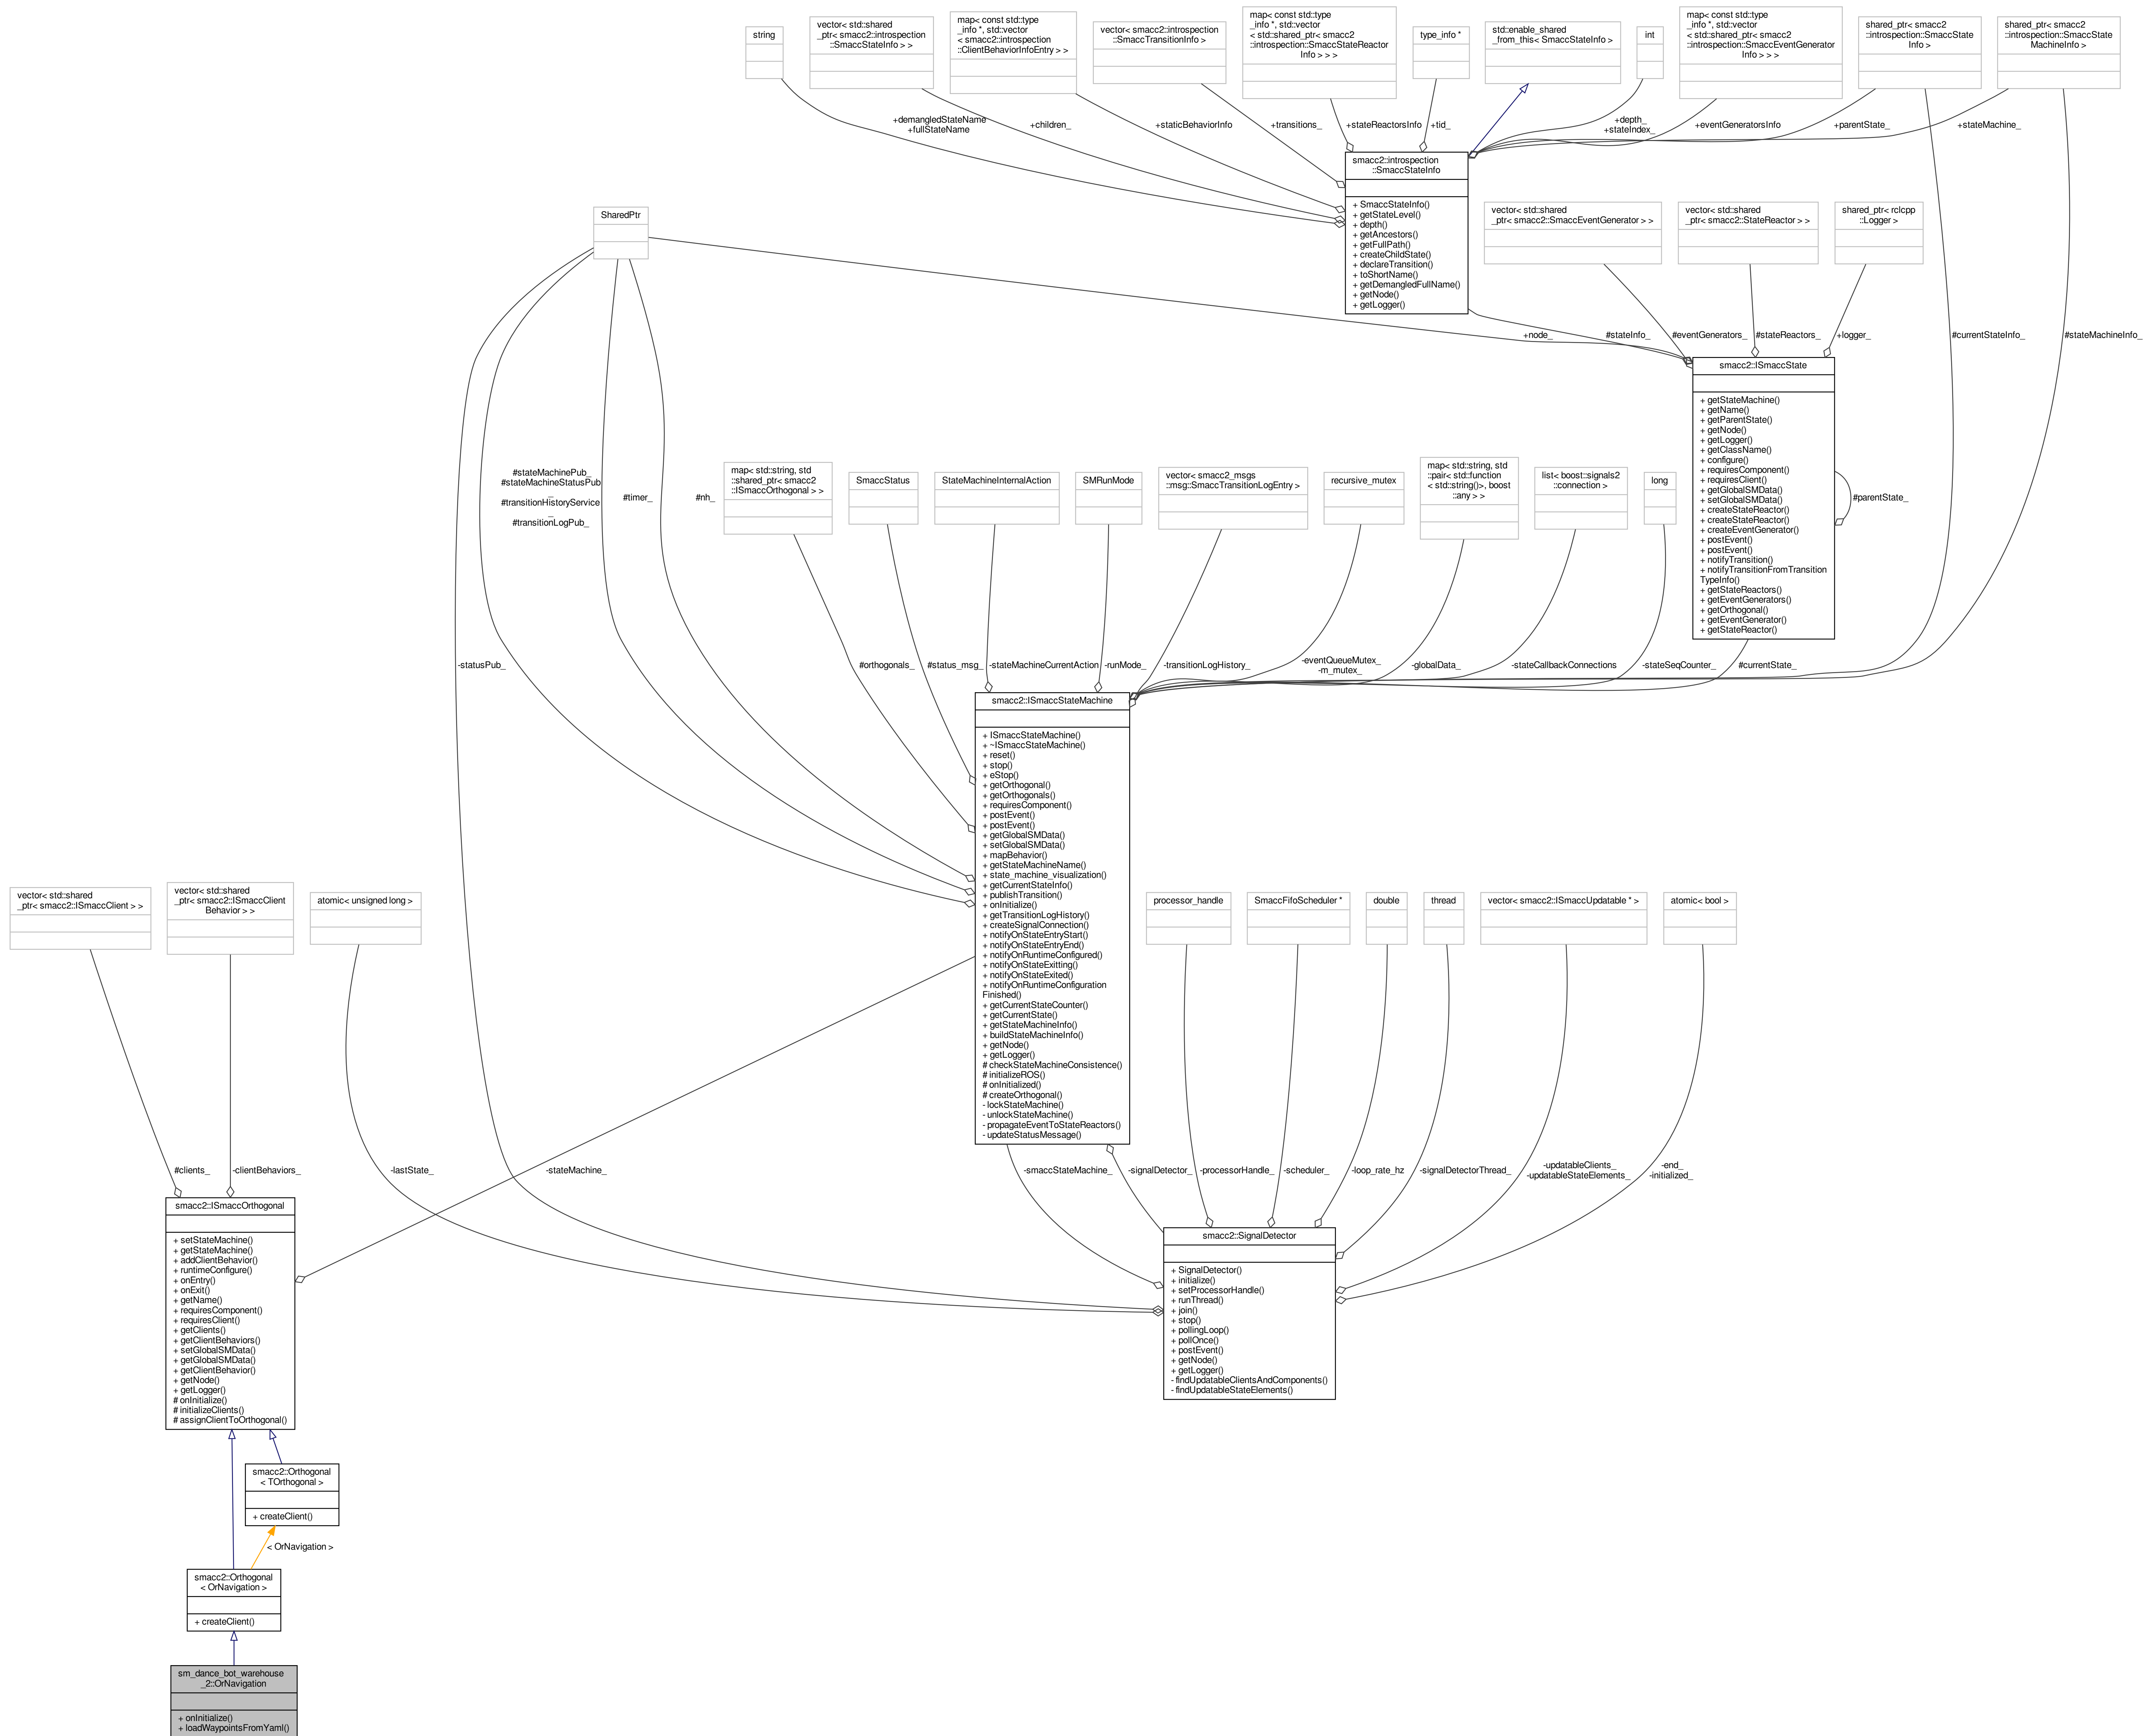 string
vector< std::shared
_ptr< smacc2::introspection
::SmaccStateInfo > >
map< const std::type
_info *, std::vector
< smacc2::introspection
::ClientBehaviorInfoEntry > >
vector< smacc2::introspection
::SmaccTransitionInfo >
map< const std::type
_info *, std::vector
< std::shared_ptr< smacc2
::introspection::SmaccStateReactor
Info > > >
type_info *
std::enable_shared
_from_this< SmaccStateInfo >
int
map< const std::type
_info *, std::vector
< std::shared_ptr< smacc2
::introspection::SmaccEventGenerator
Info > > >
shared_ptr< smacc2
::introspection::SmaccState
Info >
shared_ptr< smacc2
::introspection::SmaccState
MachineInfo >
+demangledStateName
+fullStateName
+children_
+staticBehaviorInfo
+transitions_
+stateReactorsInfo
+tid_
+depth_
+stateIndex_
+eventGeneratorsInfo
+parentState_
+stateMachine_
smacc2::introspection
::SmaccStateInfo
+ SmaccStateInfo()
+ getStateLevel()
+ depth()
+ getAncestors()
+ getFullPath()
+ createChildState()
+ declareTransition()
+ toShortName()
+ getDemangledFullName()
+ getNode()
+ getLogger()
SharedPtr
vector< std::shared
_ptr< smacc2::SmaccEventGenerator > >
vector< std::shared
_ptr< smacc2::StateReactor > >
shared_ptr< rclcpp
::Logger >
+node_
#stateInfo_
#eventGenerators_
#stateReactors_
+logger_
#currentStateInfo_
#stateMachineInfo_
smacc2::ISmaccState
+ getStateMachine()
+ getName()
+ getParentState()
+ getNode()
+ getLogger()
+ getClassName()
+ configure()
+ requiresComponent()
+ requiresClient()
+ getGlobalSMData()
+ setGlobalSMData()
+ createStateReactor()
+ createStateReactor()
+ createEventGenerator()
+ postEvent()
+ postEvent()
+ notifyTransition()
+ notifyTransitionFromTransition
TypeInfo()
+ getStateReactors()
+ getEventGenerators()
+ getOrthogonal()
+ getEventGenerator()
+ getStateReactor()
#parentState_
#stateMachinePub_
#stateMachineStatusPub
_
#transitionHistoryService
_
#transitionLogPub_
#timer_
#nh_
map< std::string, std
::shared_ptr< smacc2
::ISmaccOrthogonal > >
SmaccStatus
StateMachineInternalAction
SMRunMode
vector< smacc2_msgs
::msg::SmaccTransitionLogEntry >
recursive_mutex
map< std::string, std
::pair< std::function
< std::string()>, boost
::any > >
list< boost::signals2
::connection >
long
-statusPub_
#orthogonals_
#status_msg_
-stateMachineCurrentAction
-runMode_
-transitionLogHistory_
-eventQueueMutex_
-m_mutex_
-globalData_
-stateCallbackConnections
-stateSeqCounter_
#currentState_
smacc2::ISmaccStateMachine
+ ISmaccStateMachine()
+ ~ISmaccStateMachine()
+ reset()
+ stop()
+ eStop()
+ getOrthogonal()
+ getOrthogonals()
+ requiresComponent()
+ postEvent()
+ postEvent()
+ getGlobalSMData()
+ setGlobalSMData()
+ mapBehavior()
+ getStateMachineName()
+ state_machine_visualization()
+ getCurrentStateInfo()
+ publishTransition()
+ onInitialize()
+ getTransitionLogHistory()
+ createSignalConnection()
+ notifyOnStateEntryStart()
+ notifyOnStateEntryEnd()
+ notifyOnRuntimeConfigured()
+ notifyOnStateExitting()
+ notifyOnStateExited()
+ notifyOnRuntimeConfiguration
Finished()
+ getCurrentStateCounter()
+ getCurrentState()
+ getStateMachineInfo()
+ buildStateMachineInfo()
+ getNode()
+ getLogger()
# checkStateMachineConsistence()
# initializeROS()
# onInitialized()
# createOrthogonal()
- lockStateMachine()
- unlockStateMachine()
- propagateEventToStateReactors()
- updateStatusMessage()
vector< std::shared
_ptr< smacc2::ISmaccClient > >
vector< std::shared
_ptr< smacc2::ISmaccClient
Behavior > >
atomic< unsigned long >
processor_handle
SmaccFifoScheduler *
double
thread
vector< smacc2::ISmaccUpdatable * >
atomic< bool >
#clients_
-clientBehaviors_
-lastState_
-stateMachine_
-smaccStateMachine_
-signalDetector_
-processorHandle_
-scheduler_
-loop_rate_hz
-signalDetectorThread_
-updatableClients_
-updatableStateElements_
-end_
-initialized_
smacc2::ISmaccOrthogonal
+ setStateMachine()
+ getStateMachine()
+ addClientBehavior()
+ runtimeConfigure()
+ onEntry()
+ onExit()
+ getName()
+ requiresComponent()
+ requiresClient()
+ getClients()
+ getClientBehaviors()
+ setGlobalSMData()
+ getGlobalSMData()
+ getClientBehavior()
+ getNode()
+ getLogger()
# onInitialize()
# initializeClients()
# assignClientToOrthogonal()
smacc2::SignalDetector
+ SignalDetector()
+ initialize()
+ setProcessorHandle()
+ runThread()
+ join()
+ stop()
+ pollingLoop()
+ pollOnce()
+ postEvent()
+ getNode()
+ getLogger()
- findUpdatableClientsAndComponents()
- findUpdatableStateElements()
smacc2::Orthogonal
< TOrthogonal >
+ createClient()
< OrNavigation >
smacc2::Orthogonal
< OrNavigation >
+ createClient()
sm_dance_bot_warehouse
_2::OrNavigation
+ onInitialize()
+ loadWaypointsFromYaml()